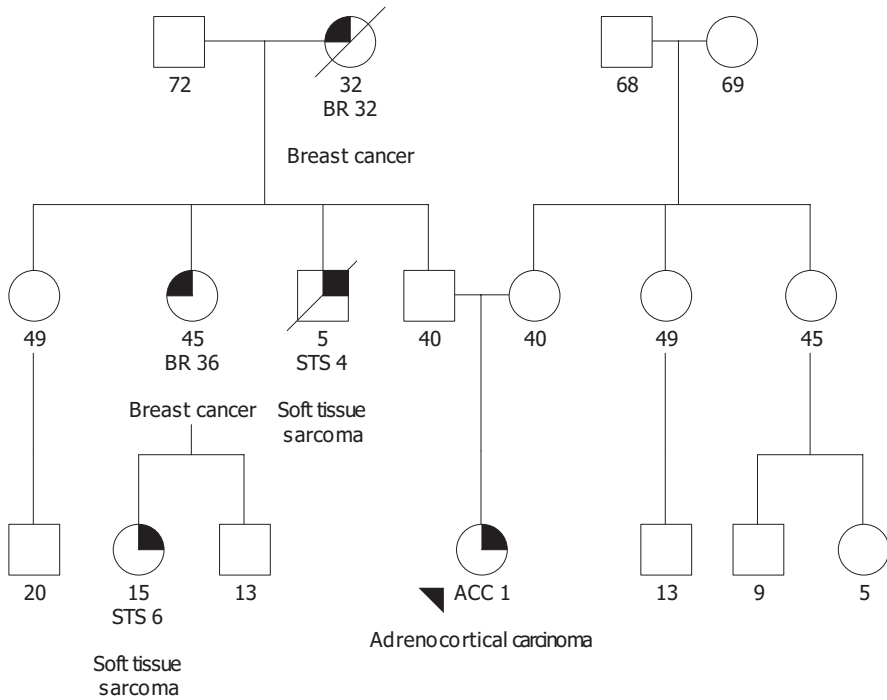 72
32
BR 32
Breast cancer
68
69
49
45
BR 36
Breast cancer
5
STS 4
Soft tissue
sarcoma
40
40
49
45
20
15
STS 6
Soft tissue
sarcoma
13
ACC 1
Adrenocortical carcinoma
13
9
5